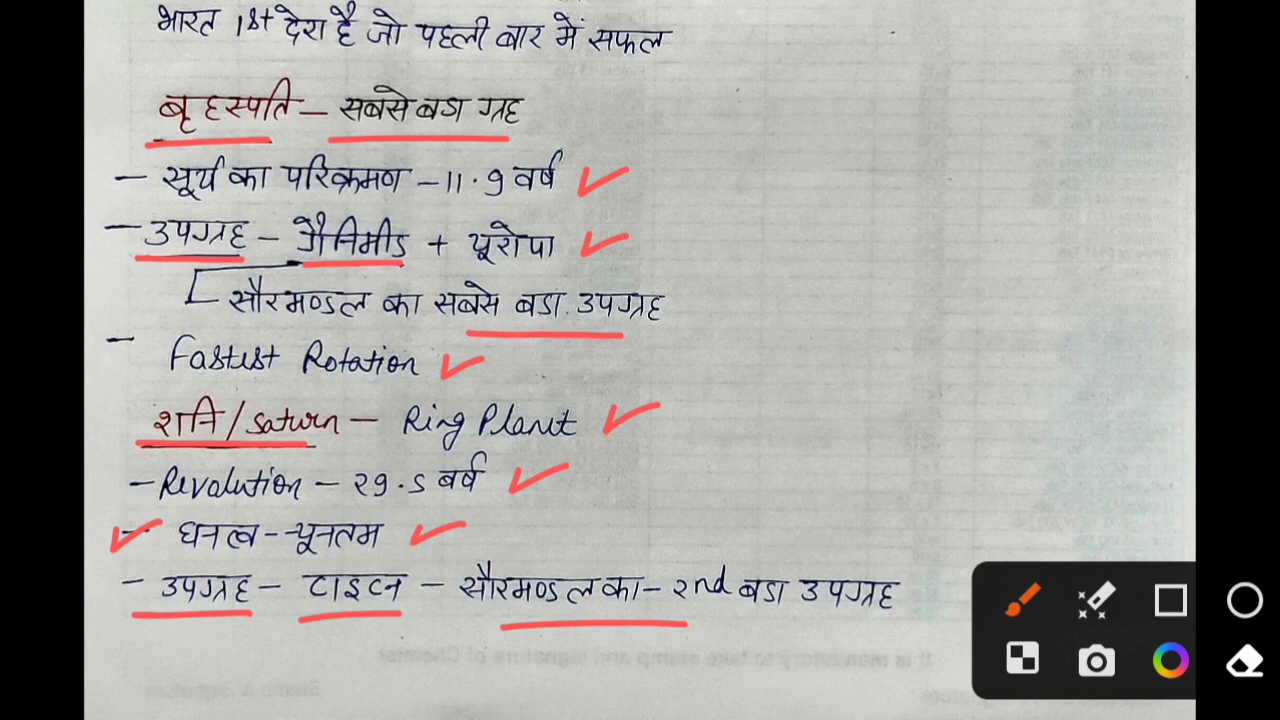 भारत 1st देश है जो पहली बार में सफल
बृहस्पति – सबसे बडा ग्रह
– सूर्य का परिक्रमण – 11.9 वर्ष
– उपग्रह – गैनिमीड + यूरोपा
सौरमण्डल का सबसे बडा उपग्रह
– Fastest Rotation
शनि/Saturn – Ring Planet
– Revolution – 29.5 वर्ष
– घनत्व – न्यूनतम
– उपग्रह – टाइटन – सौरमण्डल का – 2nd बडा उपग्रह